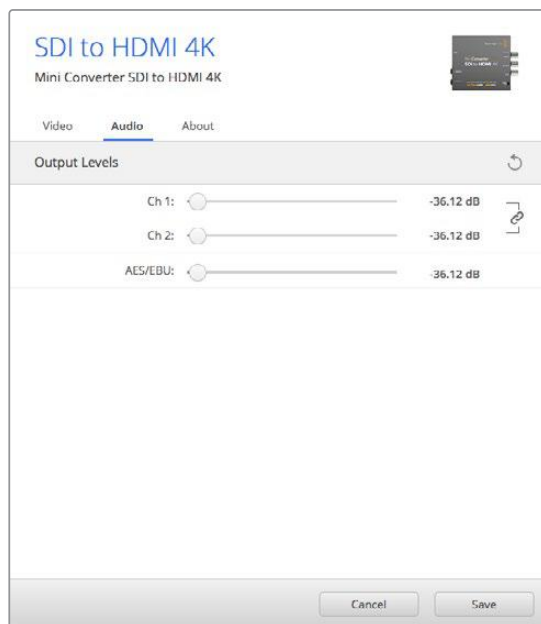 SDI to HDMI 4K
Mini Converter SDI to HDMI 4K
Video Audio About
Output Levels
Ch 1: -36.12 dB
Ch 2: -36.12 dB
AES/EBU: -36.12 dB
Cancel Save